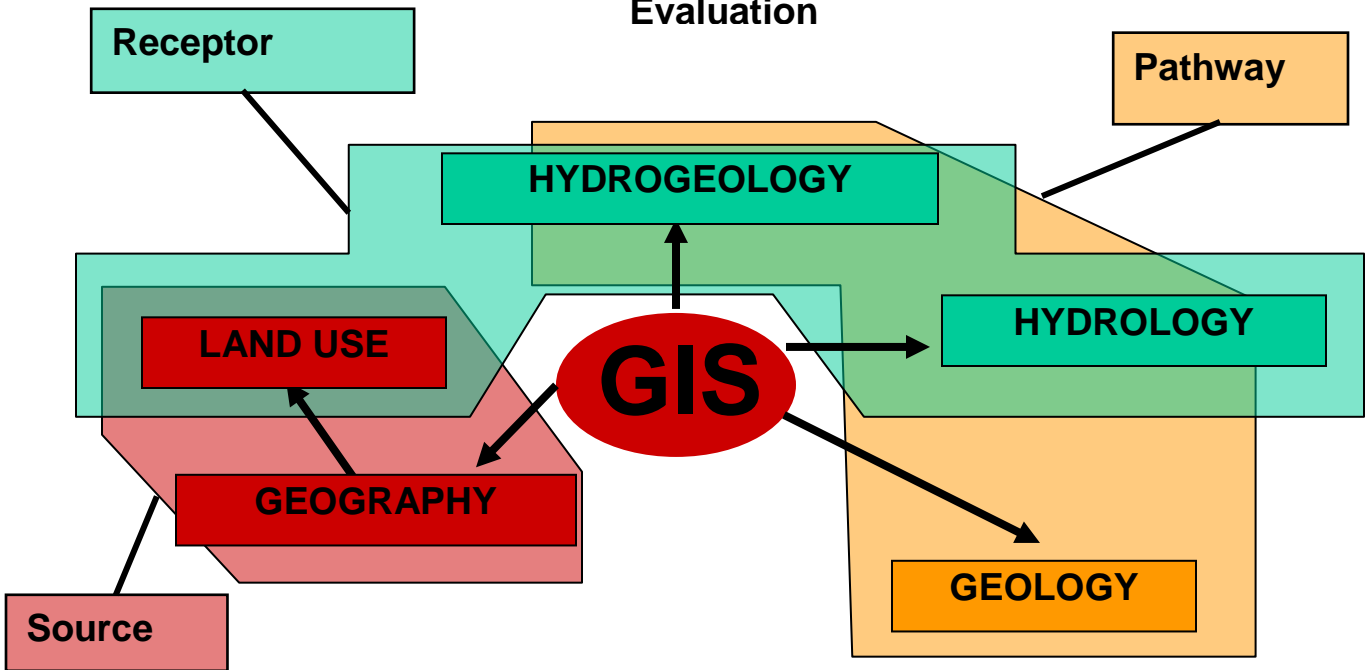 Evaluation
Receptor
Pathway
HYDROGEOLOGY
HYDROLOGY
LAND USE
GIS
GEOGRAPHY
GEOLOGY
Source